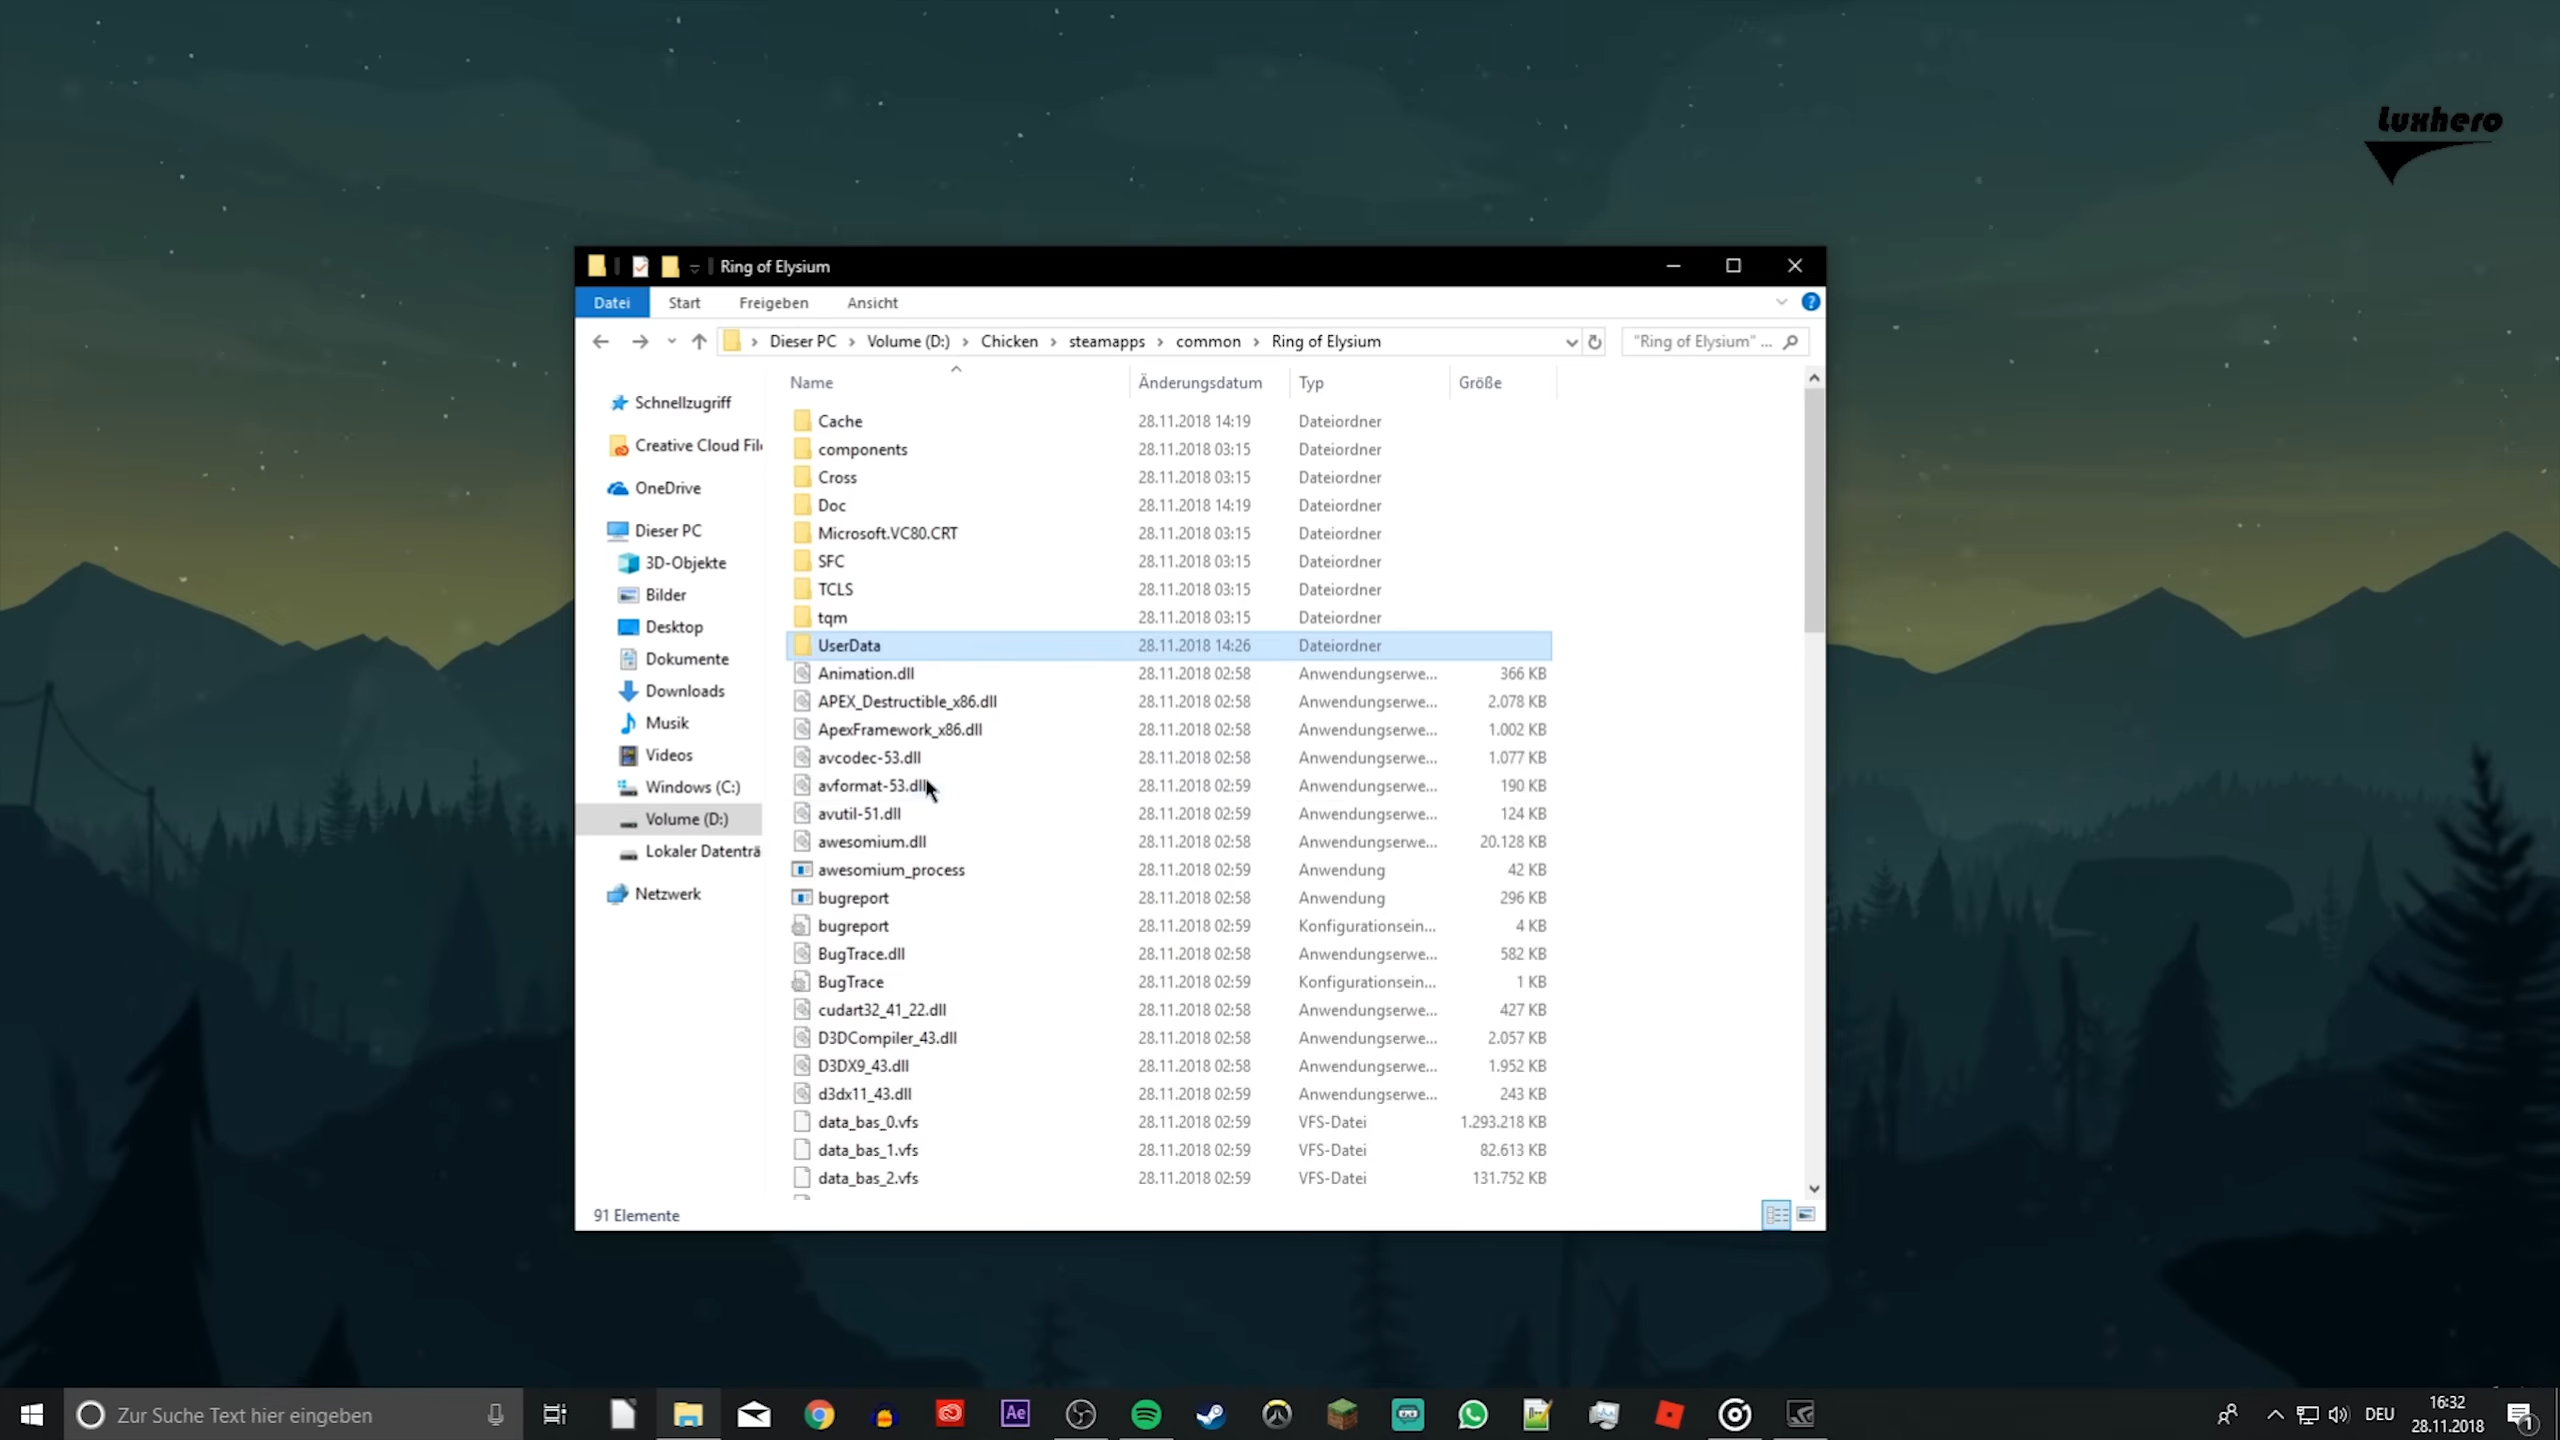 luxhero
Ring of Elysium
Datei Start Freigeben Ansicht
Dieser PC Volume (D:) Chicken steamapps common Ring of Elysium "Ring of Elysium" ...
Name Änderungsdatum Typ Größe
Schnellzugriff
Creative Cloud File
OneDrive
Dieser PC
3D-Objekte
Bilder
Desktop
Dokumente
Downloads
Musik
Videos
Windows (C:)
Volume (D:)
Lokaler Datenträ
Netzwerk
Cache 28.11.2018 14:19 Dateiordner
components 28.11.2018 03:15 Dateiordner
Cross 28.11.2018 03:15 Dateiordner
Doc 28.11.2018 14:19 Dateiordner
Microsoft.VC80.CRT 28.11.2018 03:15 Dateiordner
SFC 28.11.2018 03:15 Dateiordner
TCLS 28.11.2018 03:15 Dateiordner
tqm 28.11.2018 03:15 Dateiordner
UserData 28.11.2018 14:26 Dateiordner
Animation.dll 28.11.2018 02:58 Anwendungserwe... 366 KB
APEX_Destructible_x86.dll 28.11.2018 02:58 Anwendungserwe... 2.078 KB
ApexFramework_x86.dll 28.11.2018 02:58 Anwendungserwe... 1.002 KB
avcodec-53.dll 28.11.2018 02:58 Anwendungserwe... 1.077 KB
avformat-53.dll 28.11.2018 02:59 Anwendungserwe... 190 KB
avutil-51.dll 28.11.2018 02:59 Anwendungserwe... 124 KB
awesomium.dll 28.11.2018 02:59 Anwendungserwe... 20.128 KB
awesomium_process 28.11.2018 02:59 Anwendung 42 KB
bugreport 28.11.2018 02:58 Anwendung 296 KB
bugreport 28.11.2018 02:59 Konfigurationsein... 4 KB
BugTrace.dll 28.11.2018 02:58 Anwendungserwe... 582 KB
BugTrace 28.11.2018 02:59 Konfigurationsein... 1 KB
cudart32_41_22.dll 28.11.2018 02:58 Anwendungserwe... 427 KB
D3DCompiler_43.dll 28.11.2018 02:58 Anwendungserwe... 2.057 KB
D3DX9_43.dll 28.11.2018 02:58 Anwendungserwe... 1.952 KB
d3dx11_43.dll 28.11.2018 02:59 Anwendungserwe... 243 KB
data_bas_0.vfs 28.11.2018 02:59 VFS-Datei 1.293.218 KB
data_bas_1.vfs 28.11.2018 02:59 VFS-Datei 82.613 KB
data_bas_2.vfs 28.11.2018 02:59 VFS-Datei 131.752 KB
91 Elemente
Zur Suche Text hier eingeben
Ae
DEU
16:32
28.11.2018
1